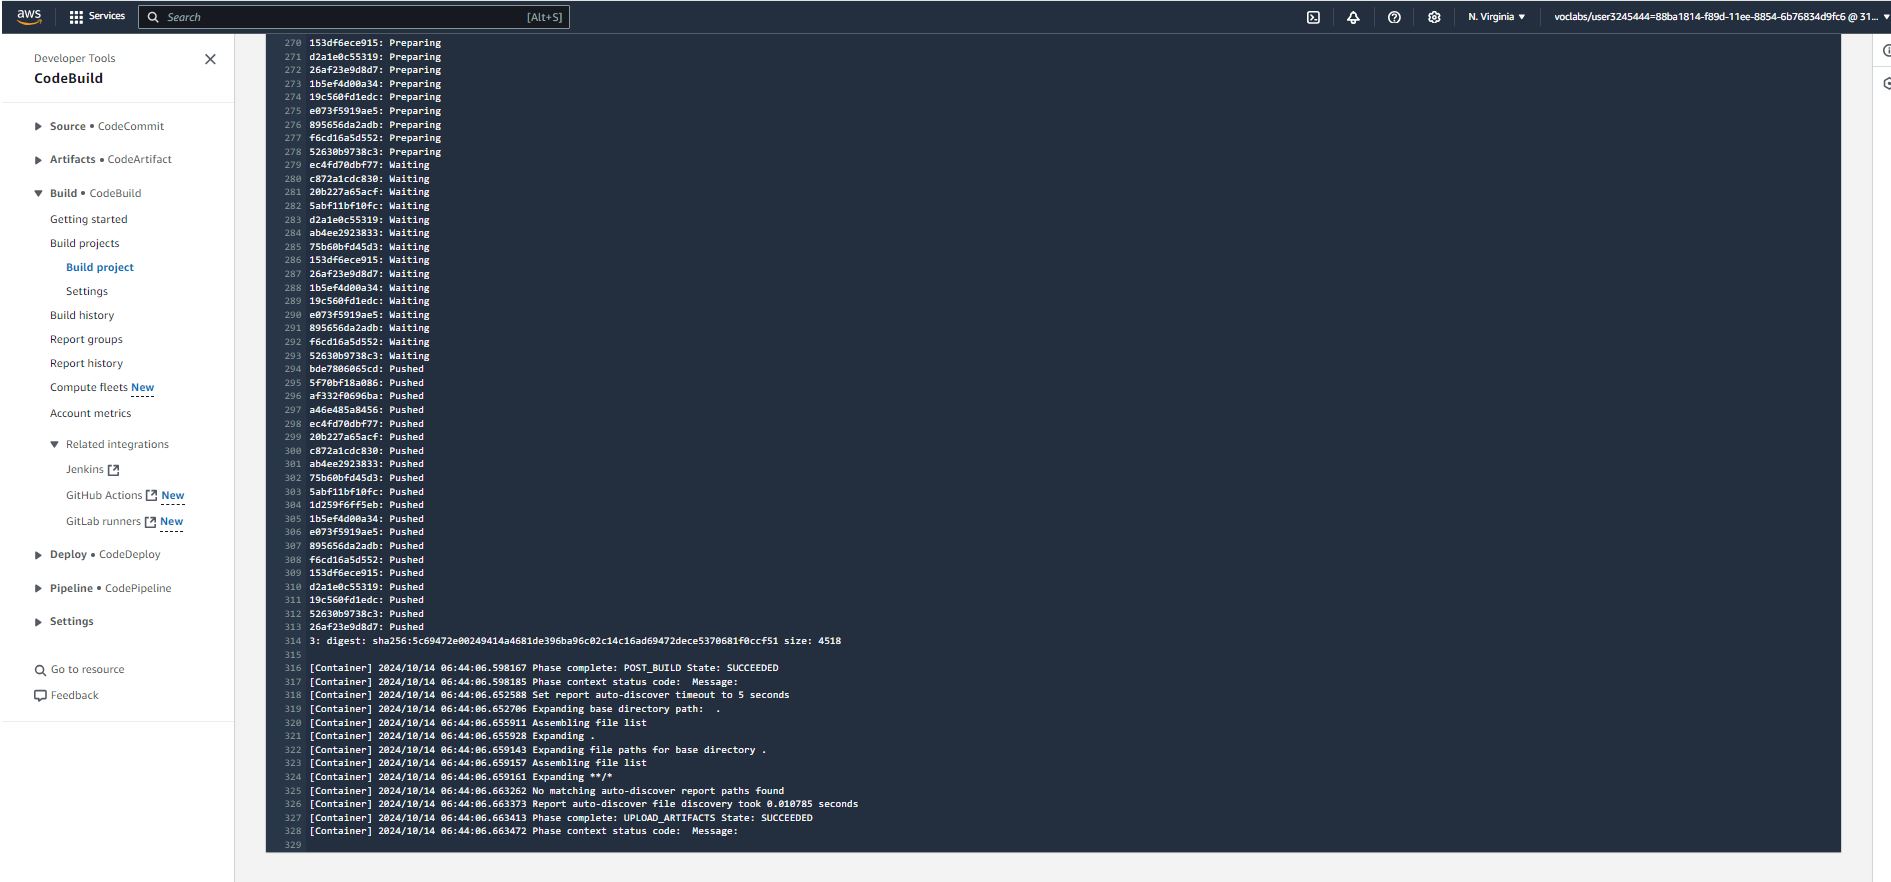 aws
Services
Search
[Alt+S]
N. Virginia
voclabs/user3245444=88ba1814-f89d-11ee-8854-6b76834d9fc6 @ 31...
Developer Tools
CodeBuild
Source • CodeCommit
Artifacts • CodeArtifact
Build • CodeBuild
Getting started
Build projects
Build project
Settings
Build history
Report groups
Report history
Compute fleets New
Account metrics
Related integrations
Jenkins
GitHub Actions New
GitLab runners New
Deploy • CodeDeploy
Pipeline • CodePipeline
Settings
Go to resource
Feedback
270 153df6ece915: Preparing
271 d2a1e0c55319: Preparing
272 26af23e9d8d7: Preparing
273 1b5ef4d00a34: Preparing
274 19c560fd1edc: Preparing
275 e073f5919ae5: Preparing
276 895656da2adb: Preparing
277 f6cd16a5d552: Preparing
278 52630b9738c3: Preparing
279 ec4fd70dbf77: Waiting
280 c872a1cdc830: Waiting
281 20b227a65acf: Waiting
282 5abf11bf10fc: Waiting
283 d2a1e0c55319: Waiting
284 ab4ee2923833: Waiting
285 75b60bfd45d3: Waiting
286 153df6ece915: Waiting
287 26af23e9d8d7: Waiting
288 1b5ef4d00a34: Waiting
289 19c560fd1edc: Waiting
290 e073f5919ae5: Waiting
291 895656da2adb: Waiting
292 f6cd16a5d552: Waiting
293 52630b9738c3: Waiting
294 bde7806065cd: Pushed
295 5f70bf18a086: Pushed
296 af332f0696ba: Pushed
297 a46e485a8456: Pushed
298 ec4fd70dbf77: Pushed
299 20b227a65acf: Pushed
300 c872a1cdc830: Pushed
301 ab4ee2923833: Pushed
302 75b60bfd45d3: Pushed
303 5abf11bf10fc: Pushed
304 1d259f6ff5eb: Pushed
305 1b5ef4d00a34: Pushed
306 e073f5919ae5: Pushed
307 895656da2adb: Pushed
308 f6cd16a5d552: Pushed
309 153df6ece915: Pushed
310 d2a1e0c55319: Pushed
311 19c560fd1edc: Pushed
312 52630b9738c3: Pushed
313 26af23e9d8d7: Pushed
314 3: digest: sha256:5c69472e00249414a4681de396ba96c02c14c16ad69472dece5370681f0ccf51 size: 4518
315
316 [Container] 2024/10/14 06:44:06.598167 Phase complete: POST_BUILD State: SUCCEEDED
317 [Container] 2024/10/14 06:44:06.598185 Phase context status code:  Message:
318 [Container] 2024/10/14 06:44:06.652588 Set report auto-discover timeout to 5 seconds
319 [Container] 2024/10/14 06:44:06.652706 Expanding base directory path:  .
320 [Container] 2024/10/14 06:44:06.655911 Assembling file list
321 [Container] 2024/10/14 06:44:06.655928 Expanding .
322 [Container] 2024/10/14 06:44:06.659143 Expanding file paths for base directory .
323 [Container] 2024/10/14 06:44:06.659157 Assembling file list
324 [Container] 2024/10/14 06:44:06.659161 Expanding **/*
325 [Container] 2024/10/14 06:44:06.663262 No matching auto-discover report paths found
326 [Container] 2024/10/14 06:44:06.663373 Report auto-discover file discovery took 0.010785 seconds
327 [Container] 2024/10/14 06:44:06.663413 Phase complete: UPLOAD_ARTIFACTS State: SUCCEEDED
328 [Container] 2024/10/14 06:44:06.663472 Phase context status code:  Message:
329